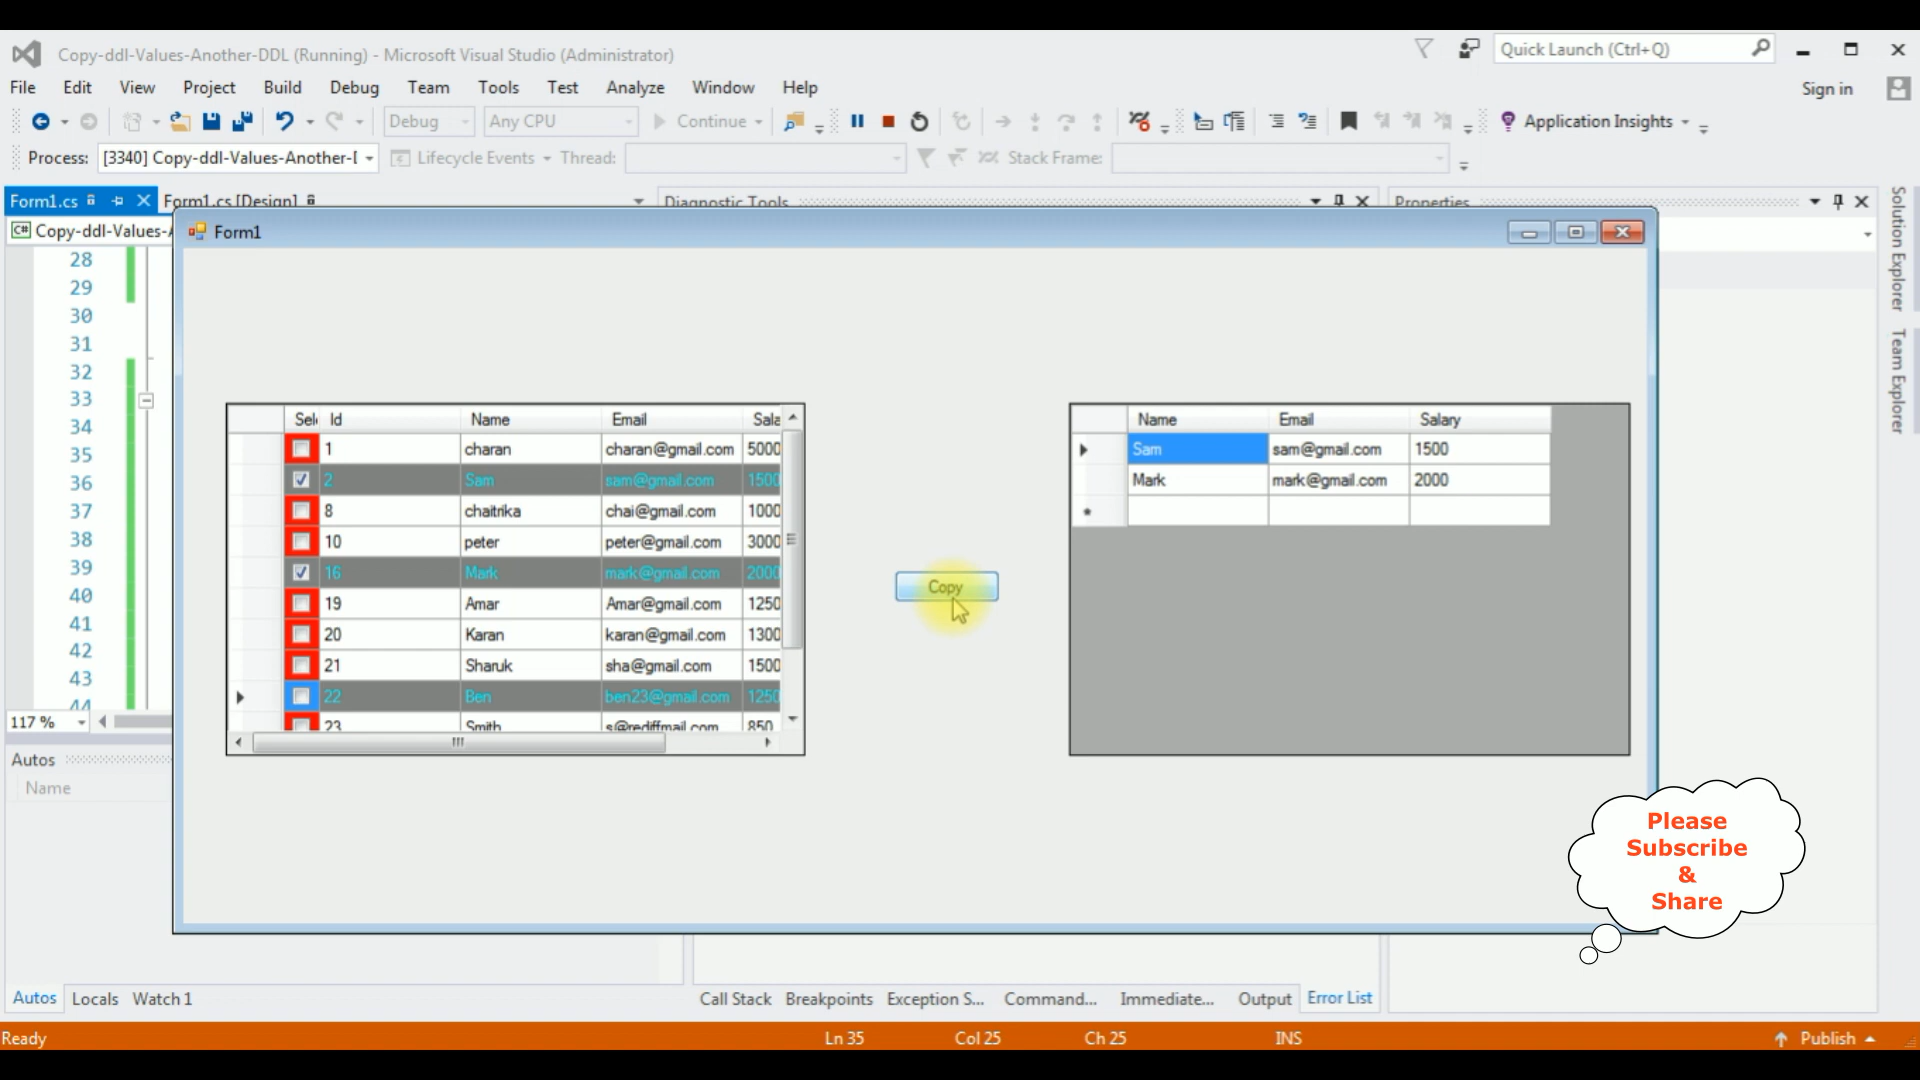 Copy-ddl-Values-Another-DDL (Running) - Microsoft Visual Studio (Administrator)
Quick Launch (Ctrl+Q)
File Edit View Project Build Debug Team Tools Test Analyze Window Help
Sign in
Debug Any CPU Continue Application Insights
Process: [3340] Copy-ddl-Values-Another-[ Lifecycle Events Thread: Stack Frame:
Form1.cs Form1.cs [Design] Diagnostic Tools Properties
Copy-ddl-Values-
Form1
Solution Explorer
Team Explorer
28
29
30
31
32
33
34
35
36
37
38
39
40
41
42
43
44
117 %
Sele Id Name Email Sala
1 charan charan@gmail.com 5000
2 Sam sam@gmail.com 1500
8 chaitrika chai@gmail.com 1000
10 peter peter@gmail.com 3000
16 Mark mark@gmail.com 2000
19 Amar Amar@gmail.com 1250
20 Karan karan@gmail.com 1300
21 Sharuk sha@gmail.com 1500
22 Ben ben23@gmail.com 1250
23 Smith s@rediffmail.com 850
Copy
Name Email Salary
Sam sam@gmail.com 1500
Mark mark@gmail.com 2000
Please
Subscribe
&
Share
Autos
Name
Autos Locals Watch 1
Call Stack Breakpoints Exception S... Command... Immediate... Output Error List
Ready Ln 35 Col 25 Ch 25 INS Publish